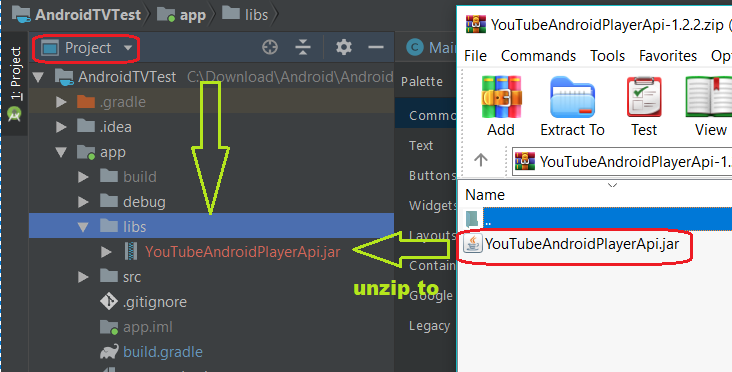 AndroidTVTest app libs
Project
1: Project
AndroidTVTest C:\Download\Android\Android
.gradle
.idea
app
build
debug
libs
YouTubeAndroidPlayerApi.jar
src
.gitignore
app.iml
build.gradle
Main
Palette
Commo
Text
Buttons
Widgets
Layouts
Contain
Google
Legacy
unzip to
YouTubeAndroidPlayerApi-1.2.2.zip (
File Commands Tools Favorites Op
Add Extract To Test View
YouTubeAndroidPlayerApi-1.
Name
..
YouTubeAndroidPlayerApi.jar